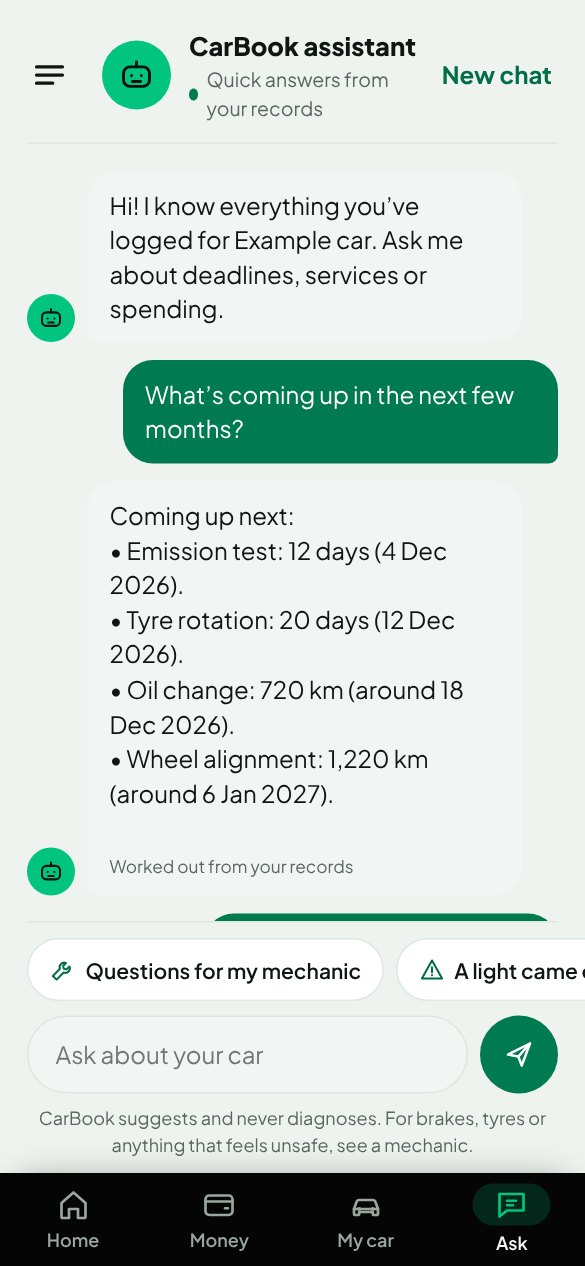 CarBook assistant
Quick answers from
your records
New chat
Hi! I know everything you’ve
logged for Example car. Ask me
about deadlines, services or
spending.
What’s coming up in the next few
months?
Coming up next:
• Emission test: 12 days (4 Dec
2026).
• Tyre rotation: 20 days (12 Dec
2026).
• Oil change: 720 km (around 18
Dec 2026).
• Wheel alignment: 1,220 km
(around 6 Jan 2027).
Worked out from your records
Questions for my mechanic
A light came
Ask about your car
CarBook suggests and never diagnoses. For brakes, tyres or
anything that feels unsafe, see a mechanic.
Home
Money
My car
Ask